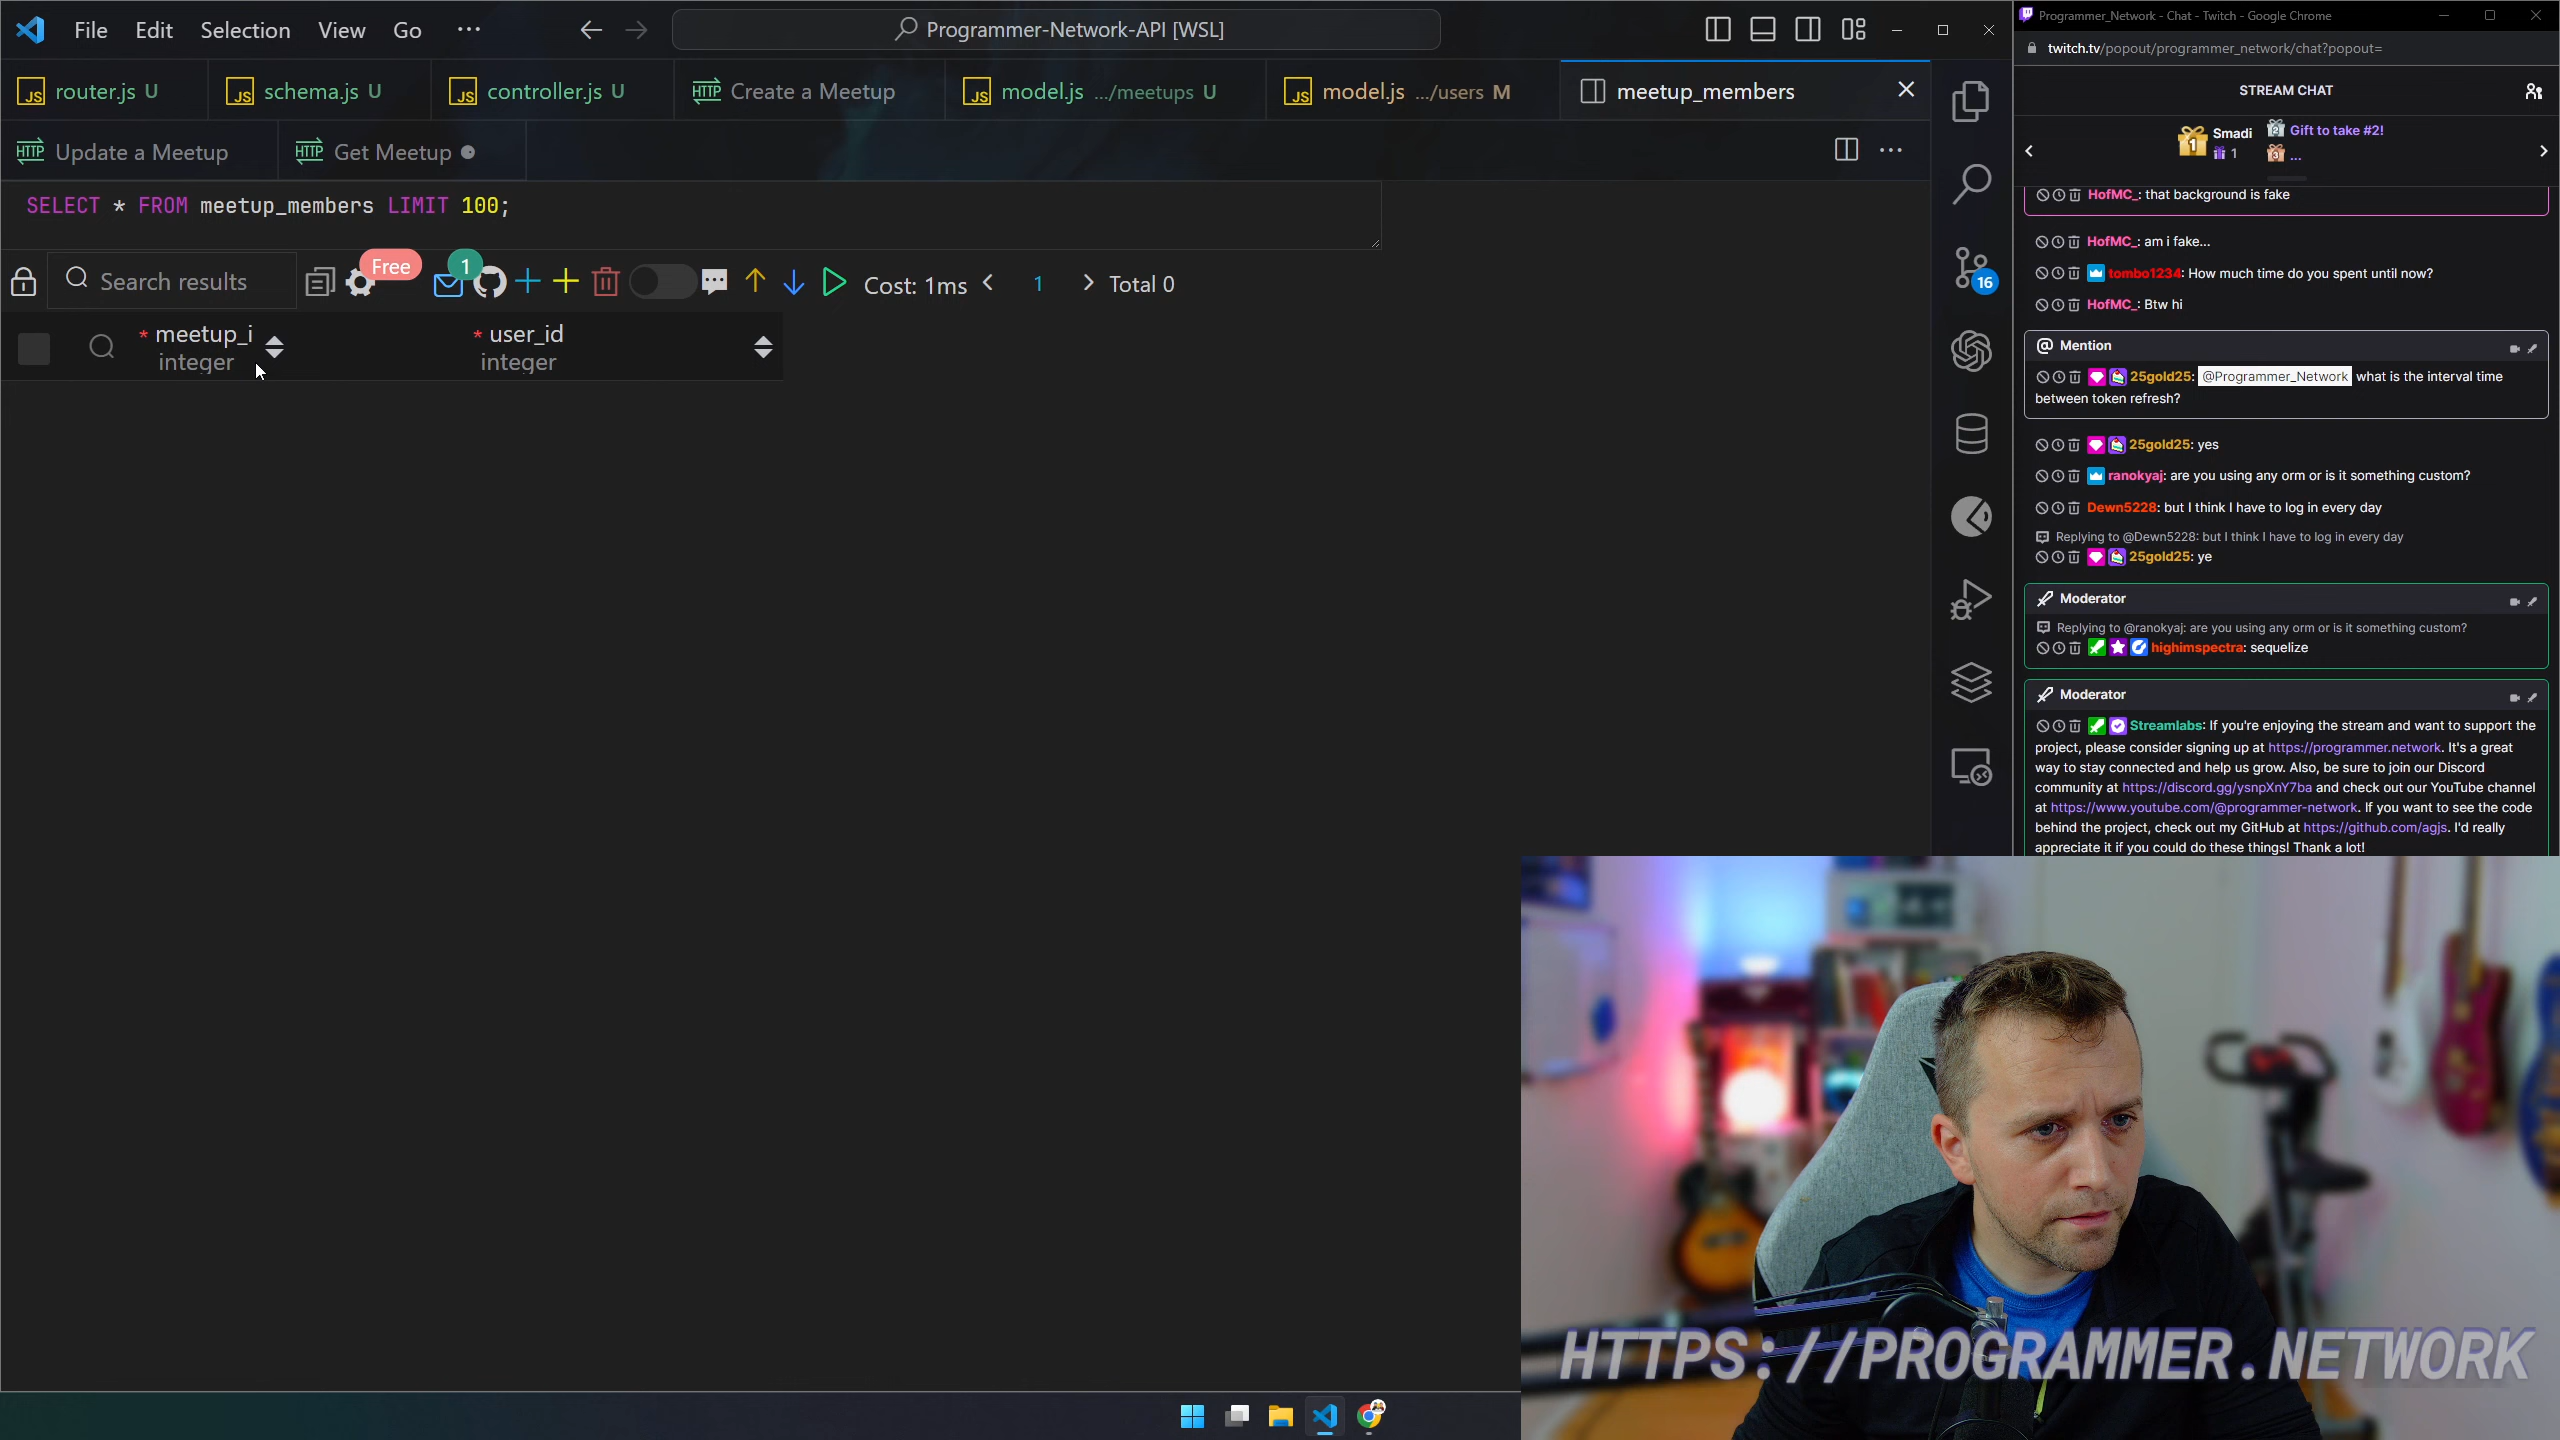 File Edit Selection View Go ···
Programmer-Network-API [WSL]
router.js U
schema.js U
controller.js U
Create a Meetup
model.js .../meetups U
model.js .../users M
meetup_members
Update a Meetup
Get Meetup
SELECT * FROM meetup_members LIMIT 100;
Search results
Free
1
Cost: 1ms
1
Total 0
* meetup_i
integer
* user_id
integer
16
Programmer_Network - Chat - Twitch - Google Chrome
twitch.tv/popout/programmer_network/chat?popout=
STREAM CHAT
1
Smadi
1
2
Gift to take #2!
3
...
HofMC_: that background is fake
HofMC_: am i fake...
tombo1234: How much time do you spent until now?
HofMC_: Btw hi
Mention
25gold25: @Programmer_Network what is the interval time
between token refresh?
25gold25: yes
ranokyaj: are you using any orm or is it something custom?
Dewn5228: but I think I have to log in every day
Replying to @Dewn5228: but I think I have to log in every day
25gold25: ye
Moderator
Replying to @ranokyaj: are you using any orm or is it something custom?
highimspectra: sequelize
Moderator
Streamlabs: If you're enjoying the stream and want to support the
project, please consider signing up at https://programmer.network. It's a great
way to stay connected and help us grow. Also, be sure to join our Discord
community at https://discord.gg/ysnpXnY7ba and check out our YouTube channel
at https://www.youtube.com/@programmer-network. If you want to see the code
behind the project, check out my GitHub at https://github.com/agjs. I'd really
appreciate it if you could do these things! Thank a lot!
HTTPS://PROGRAMMER.NETWORK